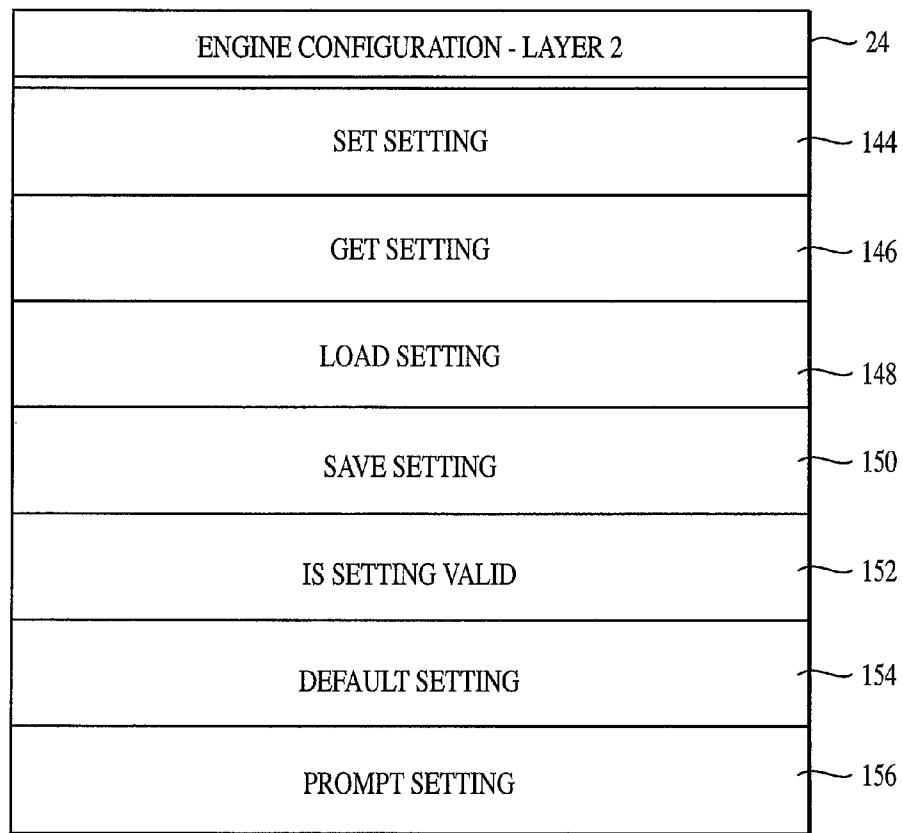 ENGINE CONFIGURATION - LAYER 2 24
SET SETTING 144
GET SETTING 146
LOAD SETTING 148
SAVE SETTING 150
IS SETTING VALID 152
DEFAULT SETTING 154
PROMPT SETTING 156